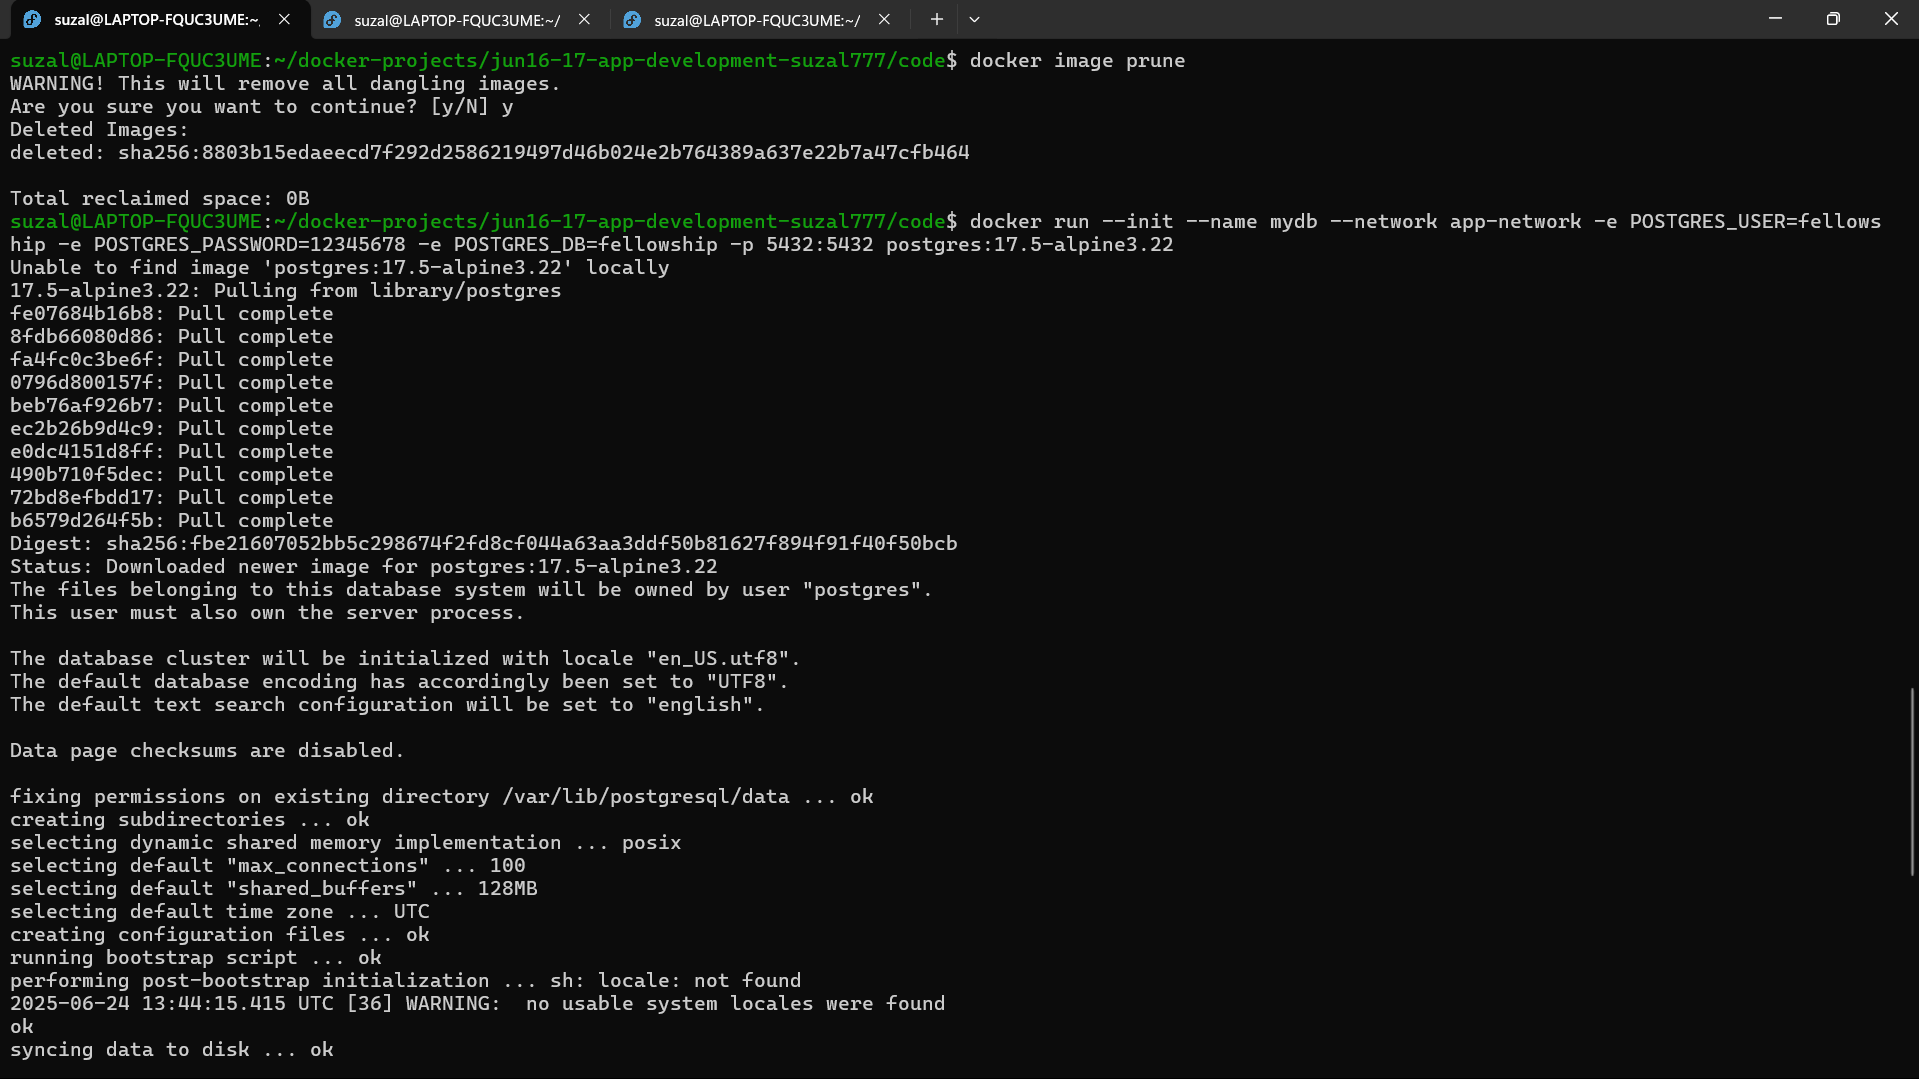 suzal@LAPTOP-FQUC3UME:~/ suzal@LAPTOP-FQUC3UME:~/ suzal@LAPTOP-FQUC3UME:~/
suzal@LAPTOP-FQUC3UME:~/docker-projects/jun16-17-app-development-suzal777/code$ docker image prune
WARNING! This will remove all dangling images.
Are you sure you want to continue? [y/N] y
Deleted Images:
deleted: sha256:8803b15edaeecd7f292d2586219497d46b024e2b764389a637e22b7a47cfb464
Total reclaimed space: 0B
suzal@LAPTOP-FQUC3UME:~/docker-projects/jun16-17-app-development-suzal777/code$ docker run --init --name mydb --network app-network -e POSTGRES_USER=fellows
hip -e POSTGRES_PASSWORD=12345678 -e POSTGRES_DB=fellowship -p 5432:5432 postgres:17.5-alpine3.22
Unable to find image 'postgres:17.5-alpine3.22' locally
17.5-alpine3.22: Pulling from library/postgres
fe07684b16b8: Pull complete
8fdb66080d86: Pull complete
fa4fc0c3be6f: Pull complete
0796d800157f: Pull complete
beb76af926b7: Pull complete
ec2b26b9d4c9: Pull complete
e0dc4151d8ff: Pull complete
490b710f5dec: Pull complete
72bd8efbdd17: Pull complete
b6579d264f5b: Pull complete
Digest: sha256:fbe21607052bb5c298674f2fd8cf044a63aa3ddf50b81627f894f91f40f50bcb
Status: Downloaded newer image for postgres:17.5-alpine3.22
The files belonging to this database system will be owned by user "postgres".
This user must also own the server process.
The database cluster will be initialized with locale "en_US.utf8".
The default database encoding has accordingly been set to "UTF8".
The default text search configuration will be set to "english".
Data page checksums are disabled.
fixing permissions on existing directory /var/lib/postgresql/data ... ok
creating subdirectories ... ok
selecting dynamic shared memory implementation ... posix
selecting default "max_connections" ... 100
selecting default "shared_buffers" ... 128MB
selecting default time zone ... UTC
creating configuration files ... ok
running bootstrap script ... ok
performing post-bootstrap initialization ... sh: locale: not found
2025-06-24 13:44:15.415 UTC [36] WARNING:  no usable system locales were found
ok
syncing data to disk ... ok